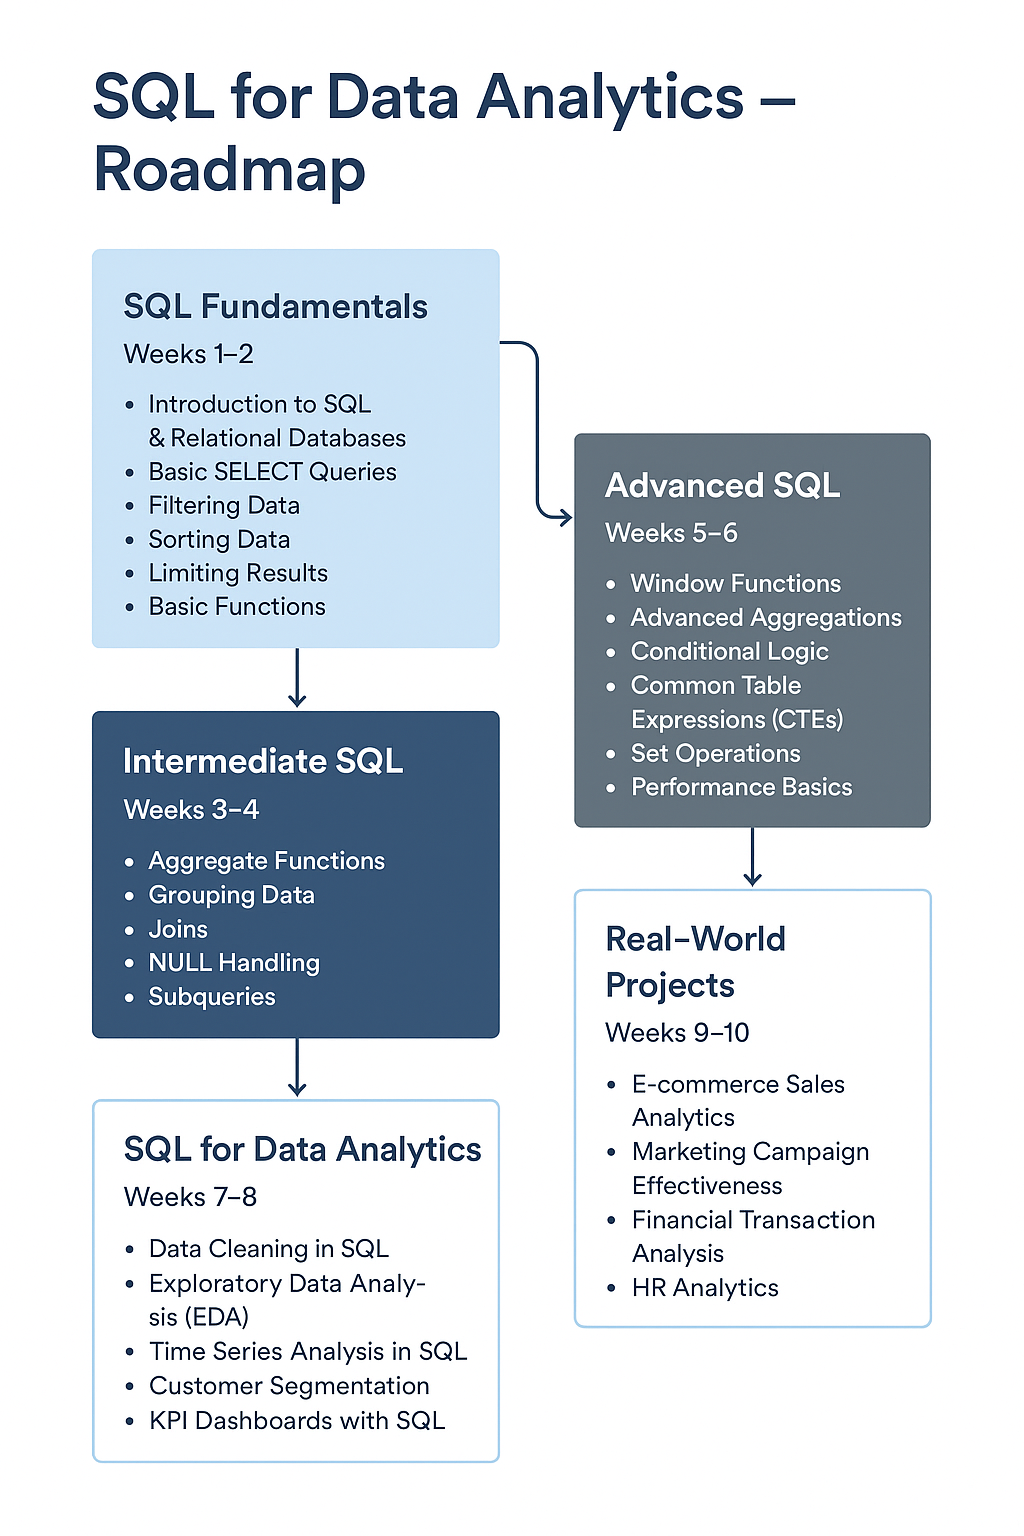 SQL for Data Analytics –
Roadmap
SQL Fundamentals
Weeks 1–2
• Introduction to SQL
& Relational Databases
• Basic SELECT Queries
• Filtering Data
• Sorting Data
• Limiting Results
• Basic Functions
Intermediate SQL
Weeks 3–4
• Aggregate Functions
• Grouping Data
• Joins
• NULL Handling
• Subqueries
SQL for Data Analytics
Weeks 7–8
• Data Cleaning in SQL
• Exploratory Data Analy-
sis (EDA)
• Time Series Analysis in SQL
• Customer Segmentation
• KPI Dashboards with SQL
Advanced SQL
Weeks 5–6
• Window Functions
• Advanced Aggregations
• Conditional Logic
• Common Table
Expressions (CTEs)
• Set Operations
• Performance Basics
Real-World
Projects
Weeks 9–10
• E-commerce Sales
Analytics
• Marketing Campaign
Effectiveness
• Financial Transaction
Analysis
• HR Analytics